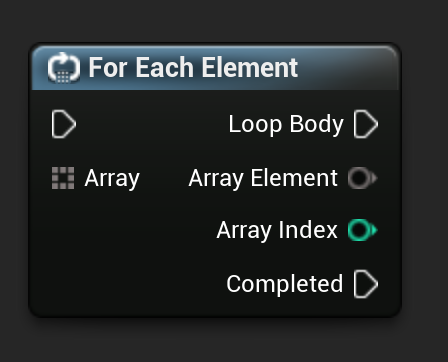 For Each Element
Loop Body
Array
Array Element
Array Index
Completed